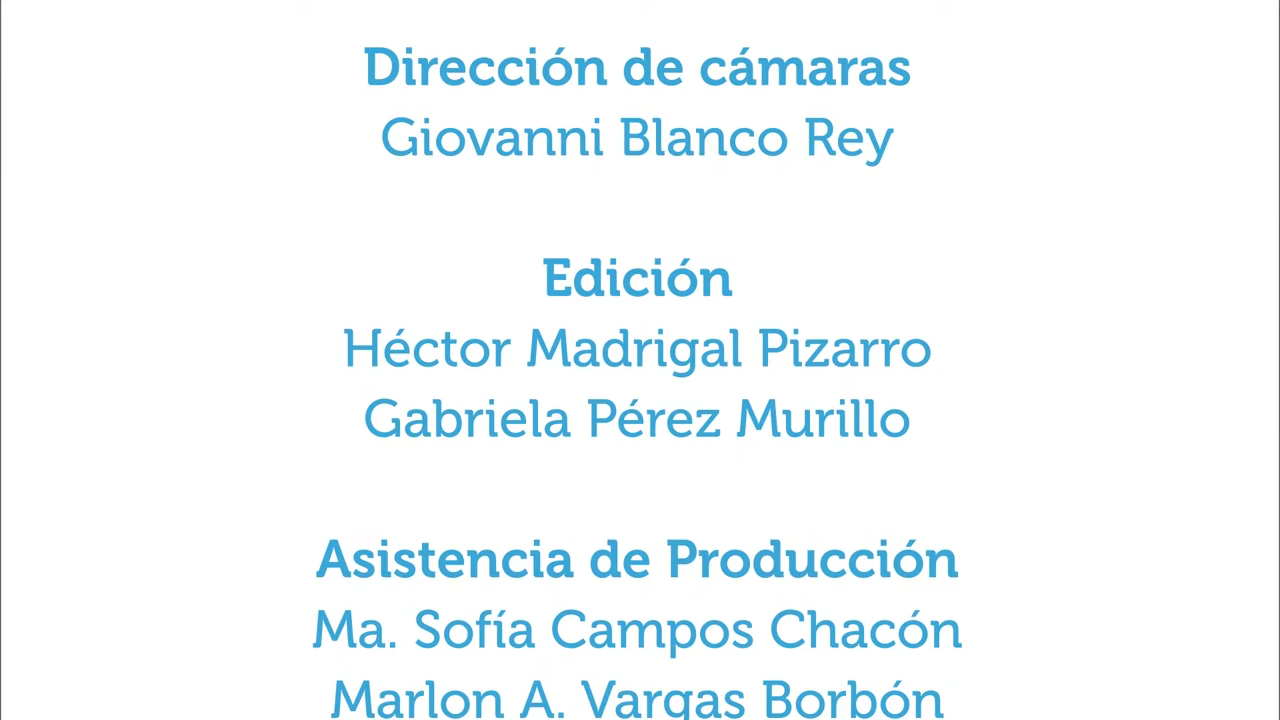 Dirección de cámaras
Giovanni Blanco Rey
Edición
Héctor Madrigal Pizarro
Gabriela Pérez Murillo
Asistencia de Producción
Ma. Sofía Campos Chacón
Marlon A. Vargas Borbón